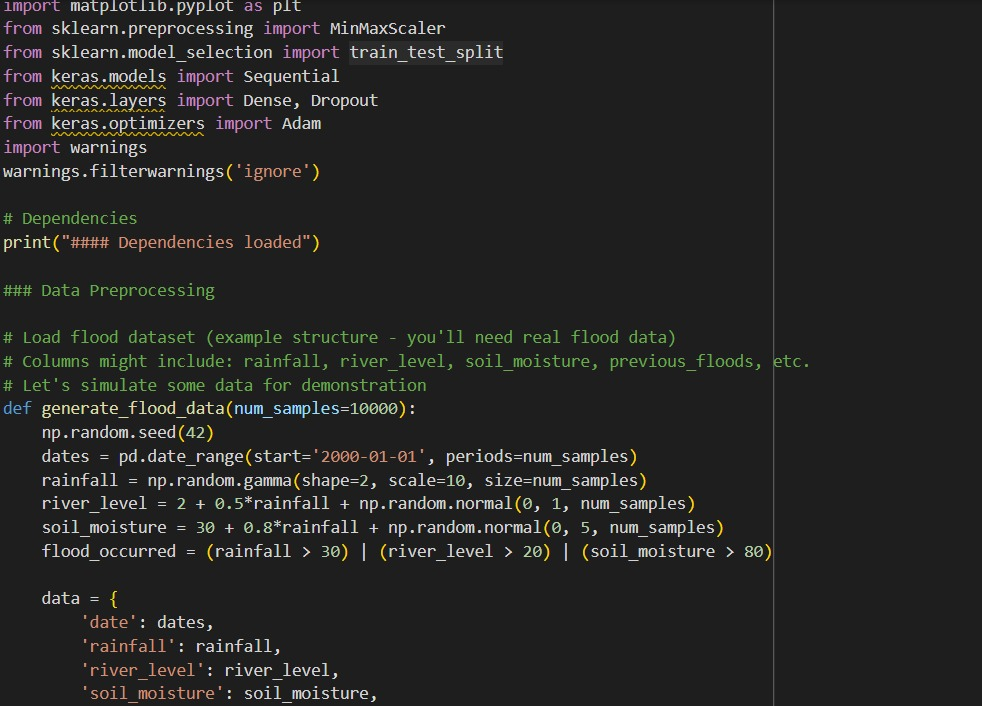 import matplotlib.pyplot as plt
from sklearn.preprocessing import MinMaxScaler
from sklearn.model_selection import train_test_split
from keras.models import Sequential
from keras.layers import Dense, Dropout
from keras.optimizers import Adam
import warnings
warnings.filterwarnings('ignore')

# Dependencies
print("#### Dependencies loaded")

### Data Preprocessing

# Load flood dataset (example structure - you'll need real flood data)
# Columns might include: rainfall, river_level, soil_moisture, previous_floods, etc.
# Let's simulate some data for demonstration
def generate_flood_data(num_samples=10000):
    np.random.seed(42)
    dates = pd.date_range(start='2000-01-01', periods=num_samples)
    rainfall = np.random.gamma(shape=2, scale=10, size=num_samples)
    river_level = 2 + 0.5*rainfall + np.random.normal(0, 1, num_samples)
    soil_moisture = 30 + 0.8*rainfall + np.random.normal(0, 5, num_samples)
    flood_occurred = (rainfall > 30) | (river_level > 20) | (soil_moisture > 80)

    data = {
        'date': dates,
        'rainfall': rainfall,
        'river_level': river_level,
        'soil_moisture': soil_moisture,